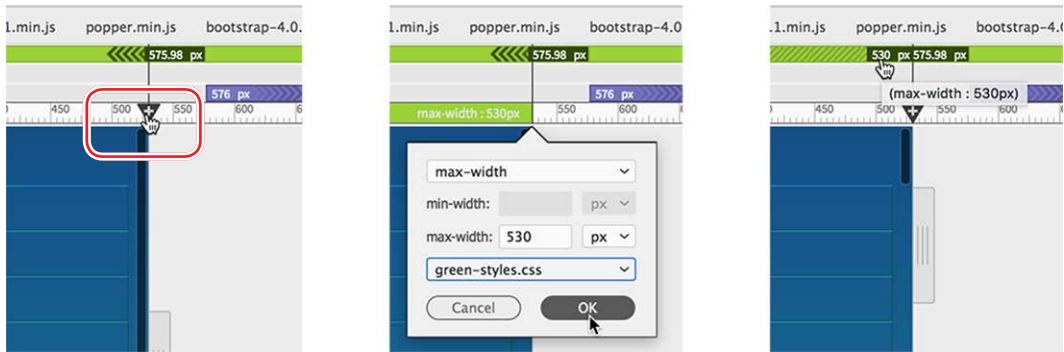 1.min.js popper.min.js bootstrap-4.0.
575.98 px
576 px
450 500 550 600 6
1.min.js popper.min.js bootstrap-4.0
575.98 px
576 px
max-width : 530px 550 600
max-width
min-width: px
max-width: 530 px
green-styles.css
Cancel OK
.1.min.js popper.min.js bootstrap-4.
530 px 575.98 px
(max-width : 530px)
450 500 550 600